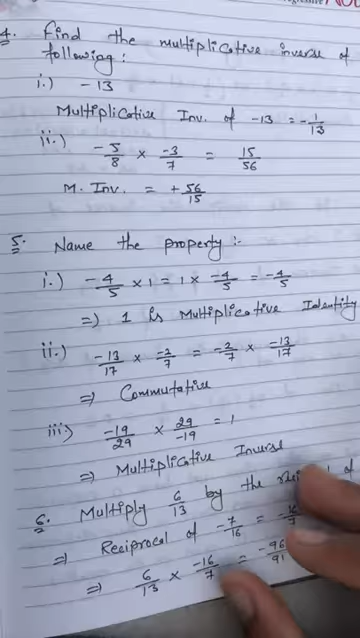 4. Find the multiplicative inverse of
following:
i.) -13
Multiplicative Inv. of -13 = -1/13
ii.) -5/8 × -3/7 = 15/56
M. Inv. = +56/15
5. Name the property :-
i.) -4/5 × 1 = 1 × -4/5 = -4/5
⇒ 1 is Multiplicative Identity
ii.) -13/17 × -2/7 = -2/7 × -13/17
⇒ Commutative
iii.) -19/29 × 29/-19 = 1
⇒ Multiplicative Inverse
6. Multiply 6/13 by the of
⇒ Reciprocal of -7/16 = -16/7
⇒ 6/13 × -16/7 = -96/91